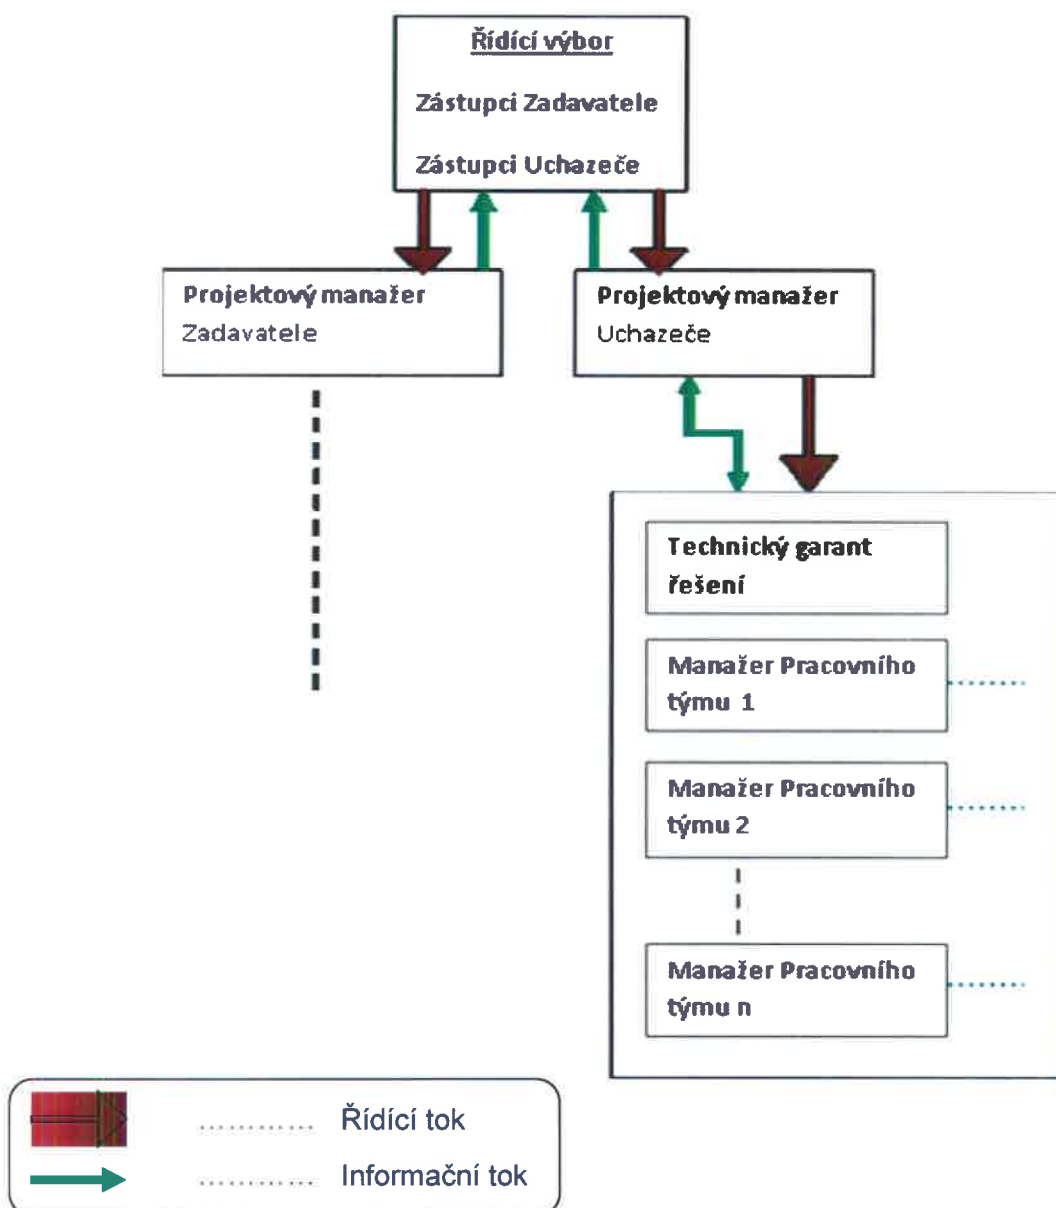 Řídící výbor
Zástupci Zadavatele
Zástupci Uchazeče
Projektový manažer
Zadavatele
Projektový manažer
Uchazeče
Technický garant
řešení
Manažer Pracovního
týmu 1
Manažer Pracovního
týmu 2
Manažer Pracovního
týmu n
............ Řídící tok
............ Informační tok